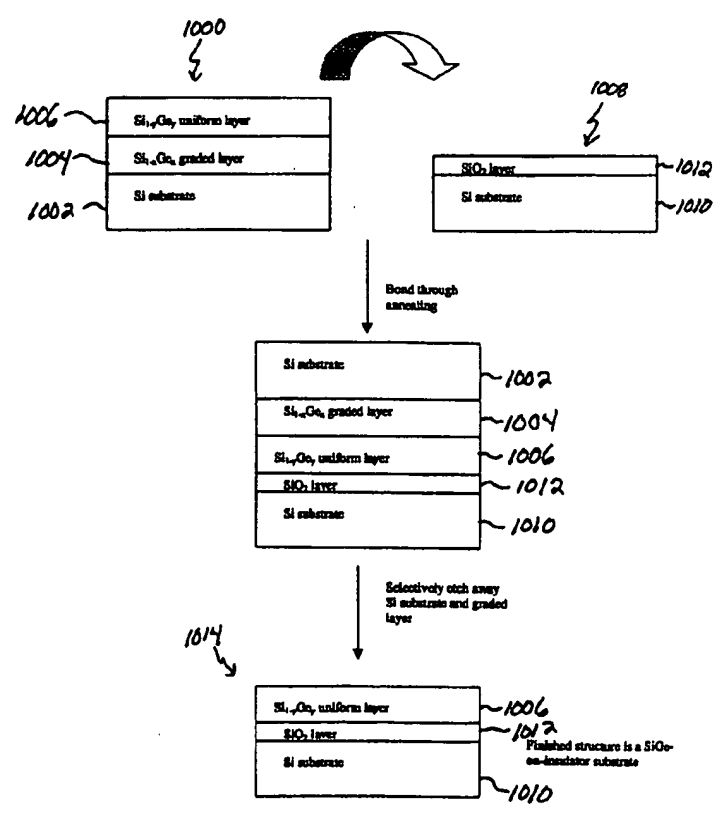 1000
1006
Si₁₋yGey uniform layer
1004
Si₁₋xGex graded layer
1002
Si substrate
1008
SiO₂ layer
1012
Si substrate
1010
Bond through
annealing
Si substrate
1002
Si₁₋xGex graded layer
1004
Si₁₋yGey uniform layer
1006
SiO₂ layer
1012
Si substrate
1010
Selectively etch away
Si substrate and graded
layer
1014
Si₁₋yGey uniform layer
1006
SiO₂ layer
1012
Finished structure is a SiGe-
on-insulator substrate
Si substrate
1010